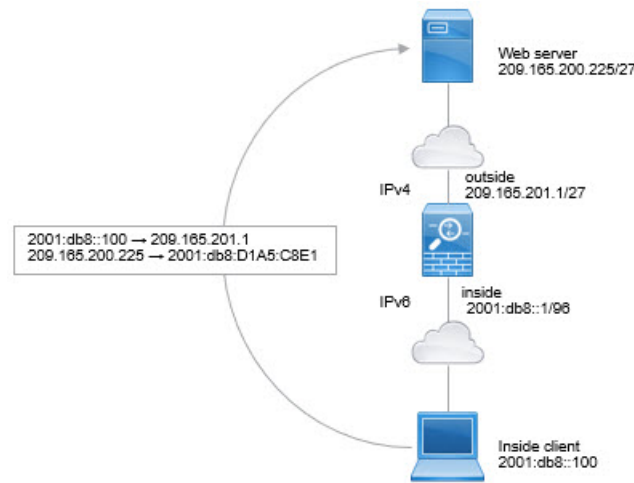 Web server
209.165.200.225/27
outside
209.165.201.1/27
IPv4
2001:db8::100 → 209.165.201.1
209.165.200.225 → 2001:db8:D1A5:C8E1
IPv6
inside
2001:db8::1/96
Inside client
2001:db8::100